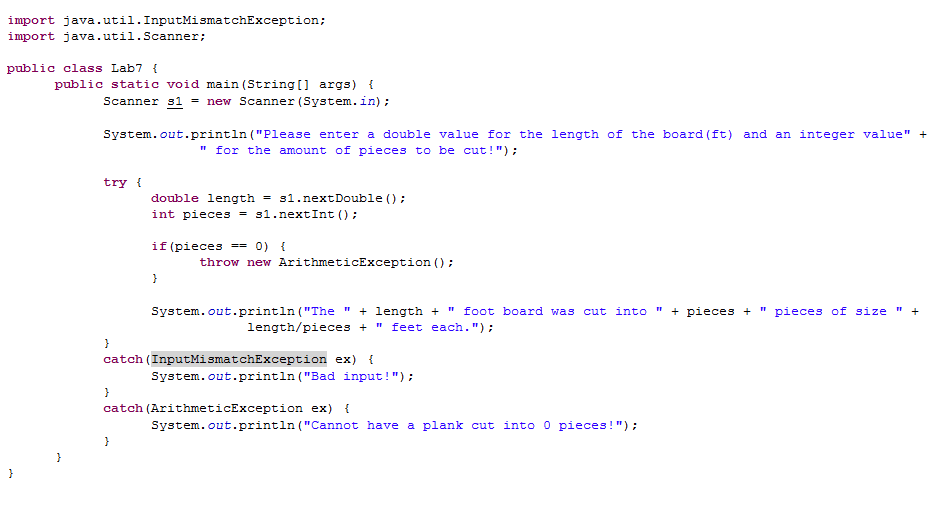 import java.util.InputMismatchException;
import java.util.Scanner;

public class Lab7 {
      public static void main(String[] args) {
            Scanner s1 = new Scanner(System.in);

            System.out.println("Please enter a double value for the length of the board(ft) and an integer value" +
                        " for the amount of pieces to be cut!");

            try {
                  double length = s1.nextDouble();
                  int pieces = s1.nextInt();

                  if(pieces == 0) {
                        throw new ArithmeticException();
                  }

                  System.out.println("The " + length + " foot board was cut into " + pieces + " pieces of size " +
                              length/pieces + " feet each.");
            }
            catch(InputMismatchException ex) {
                  System.out.println("Bad input!");
            }
            catch(ArithmeticException ex) {
                  System.out.println("Cannot have a plank cut into 0 pieces!");
            }
      }
}